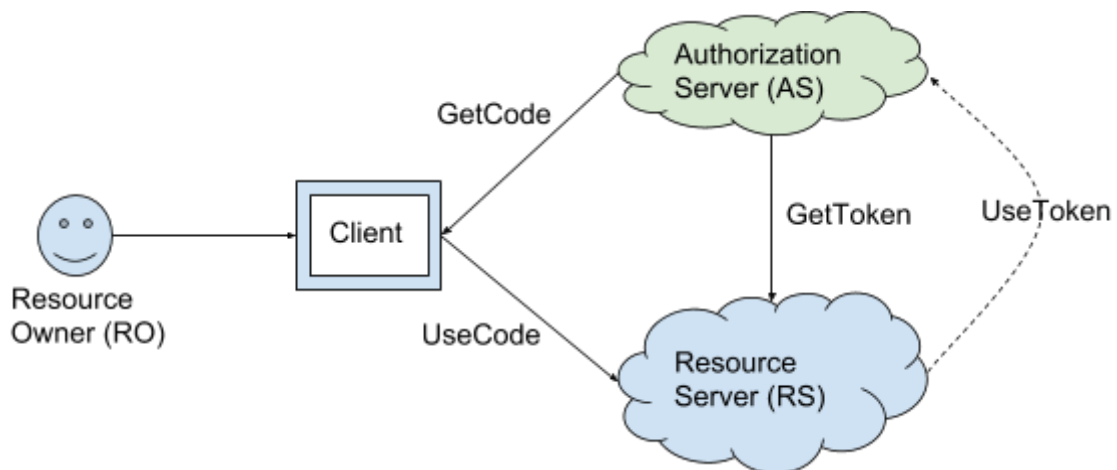 Authorization
Server (AS)
GetCode
GetToken
UseToken
Client
Resource
Owner (RO)
UseCode
Resource
Server (RS)